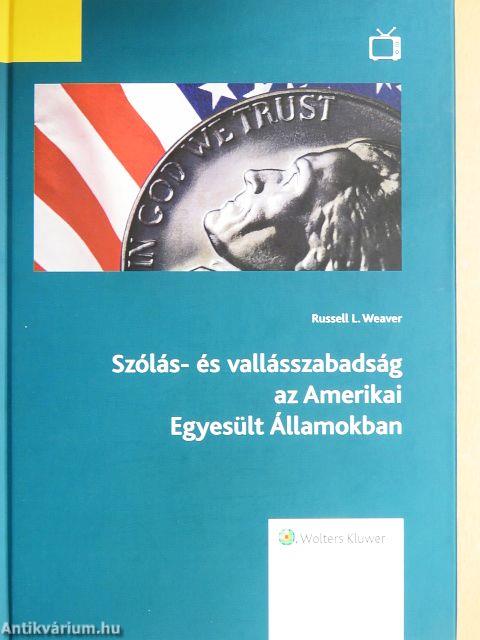 IN GOD WE TRUST
Russell L. Weaver
Szólás- és vallásszabadság
az Amerikai
Egyesült Államokban
Wolters Kluwer
Antikvárium.hu